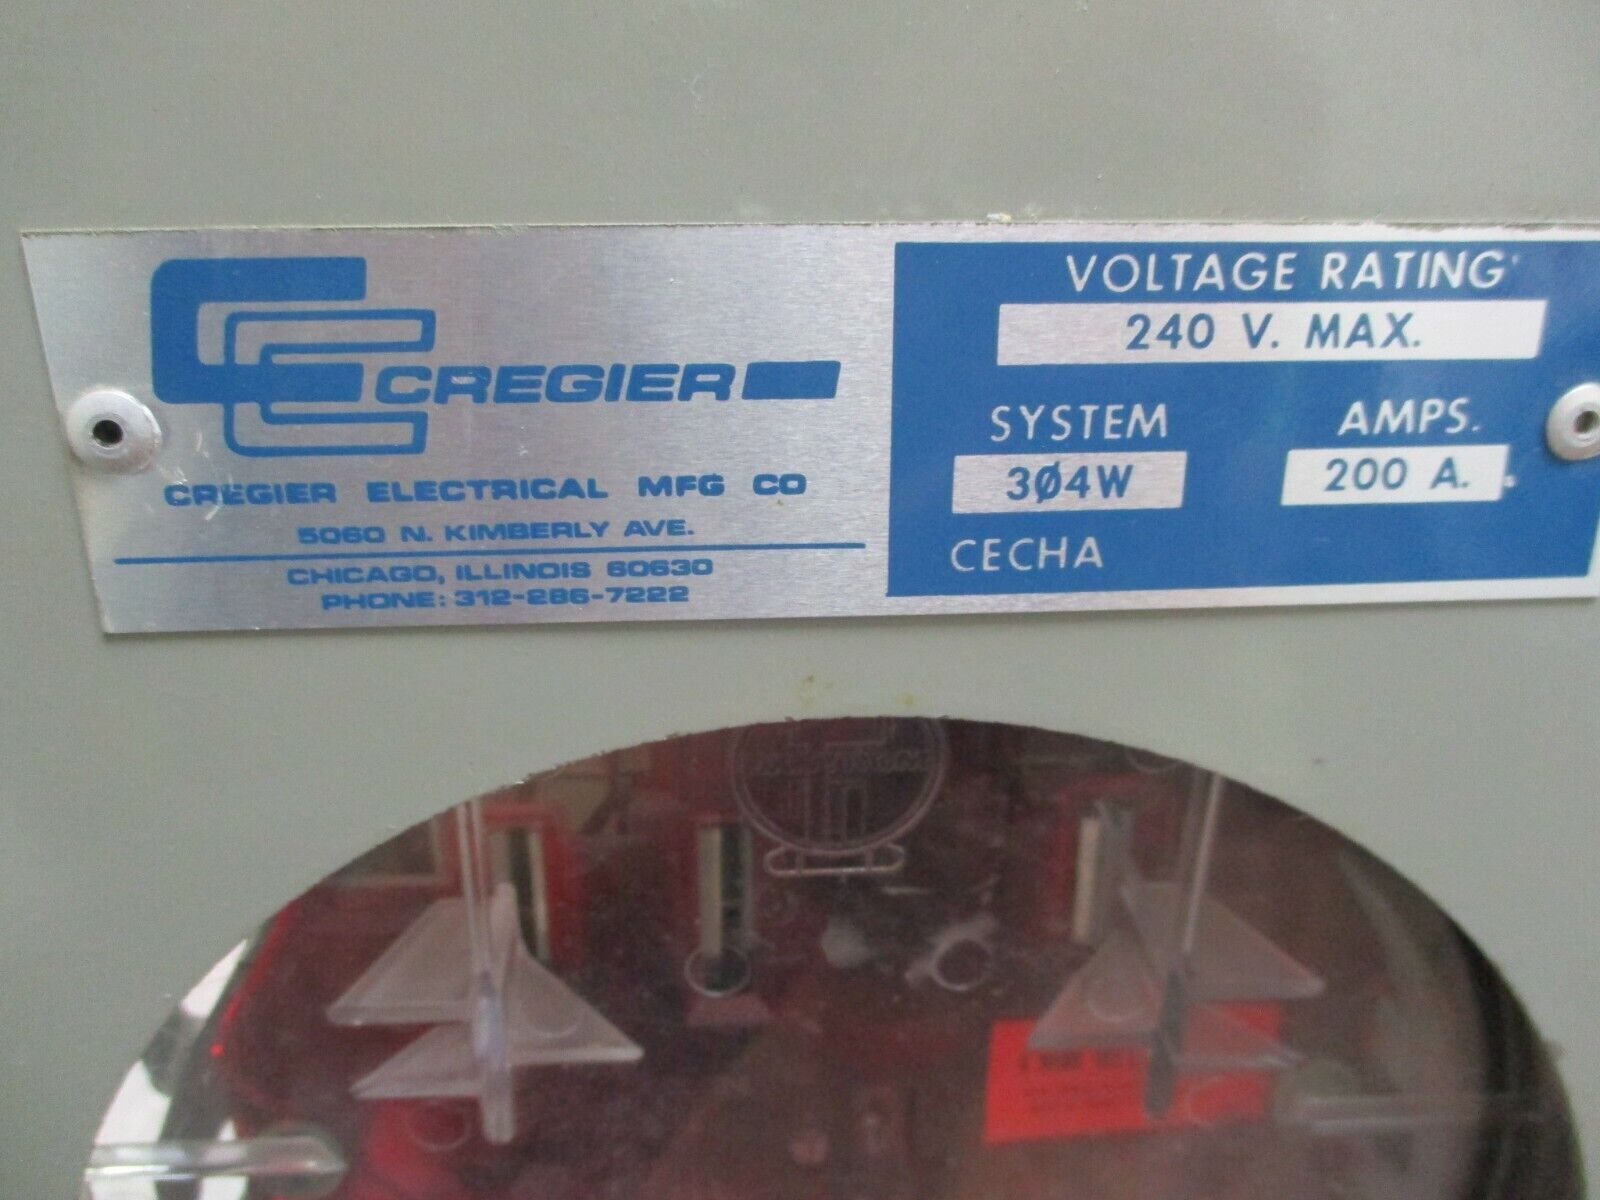 CREGIER
CREGIER ELECTRICAL MFG CO
5060 N. KIMBERLY AVE.
CHICAGO, ILLINOIS 60630
PHONE: 312-286-7222
VOLTAGE RATING
240 V. MAX.
SYSTEM AMPS.
3Ø4W 200 A.
CECHA